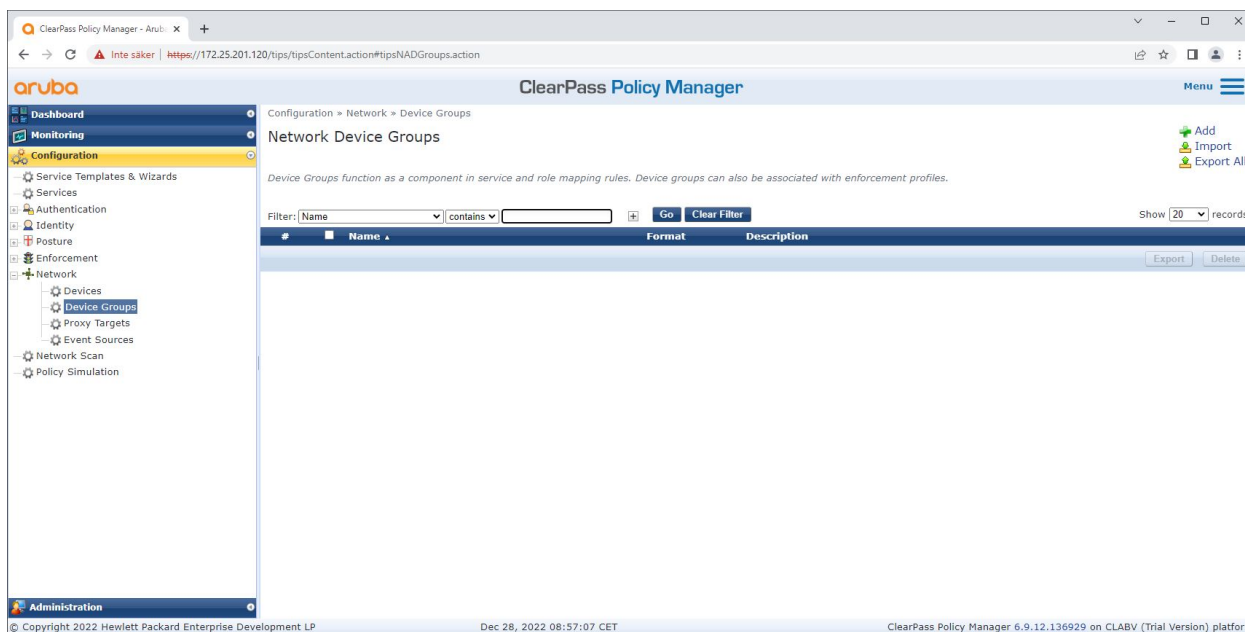 ClearPass Policy Manager - Aruba
Inte säker https://172.25.201.120/tips/tipsContent.action#tipsNADGroups.action
aruba
ClearPass Policy Manager
Menu
Dashboard
Monitoring
Configuration
Service Templates & Wizards
Services
Authentication
Identity
Posture
Enforcement
Network
Devices
Device Groups
Proxy Targets
Event Sources
Network Scan
Policy Simulation
Administration
Configuration » Network » Device Groups
Network Device Groups
Add
Import
Export All
Device Groups function as a component in service and role mapping rules. Device groups can also be associated with enforcement profiles.
Filter: Name contains + Go Clear Filter Show 20 records
# Name Format Description
Export Delete
© Copyright 2022 Hewlett Packard Enterprise Development LP Dec 28, 2022 08:57:07 CET ClearPass Policy Manager 6.9.12.136929 on CLABV (Trial Version) platfor